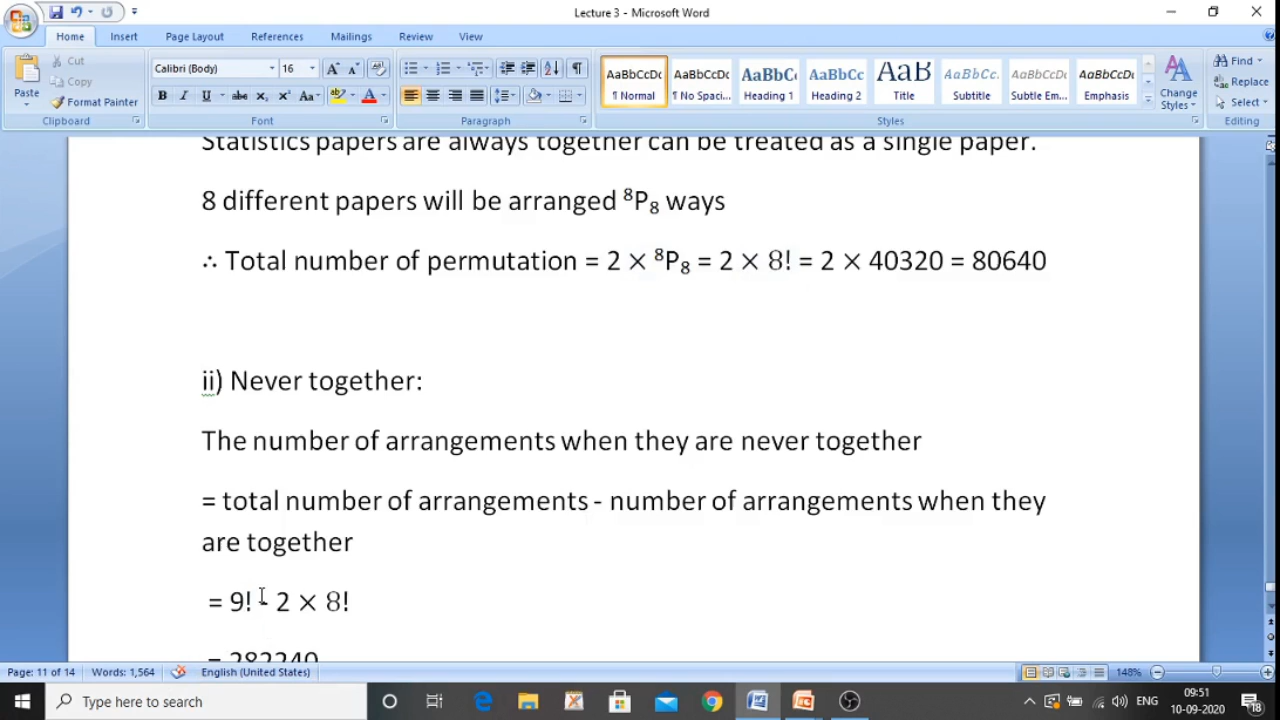 Lecture 3 - Microsoft Word
Home Insert Page Layout References Mailings Review View
Paste
Cut
Copy
Format Painter
Clipboard
Calibri (Body) 16
Font
Paragraph
AaBbCcDc AaBbCcDc AaBbC AaBbCc AaB AaBbCc. AaBbCcDc AaBbCcDc
¶ Normal ¶ No Spaci... Heading 1 Heading 2 Title Subtitle Subtle Em... Emphasis
Change Styles
Styles
Find
Replace
Select
Editing
Statistics papers are always together can be treated as a single paper.
8 different papers will be arranged ⁸P₈ ways
∴ Total number of permutation = 2 × ⁸P₈ = 2 × 8! = 2 × 40320 = 80640
ii) Never together:
The number of arrangements when they are never together
= total number of arrangements - number of arrangements when they
are together
= 9! - 2 × 8!
= 282240
Page: 11 of 14 Words: 1,564 English (United States) 148%
Type here to search
ENG
09:51
10-09-2020
18